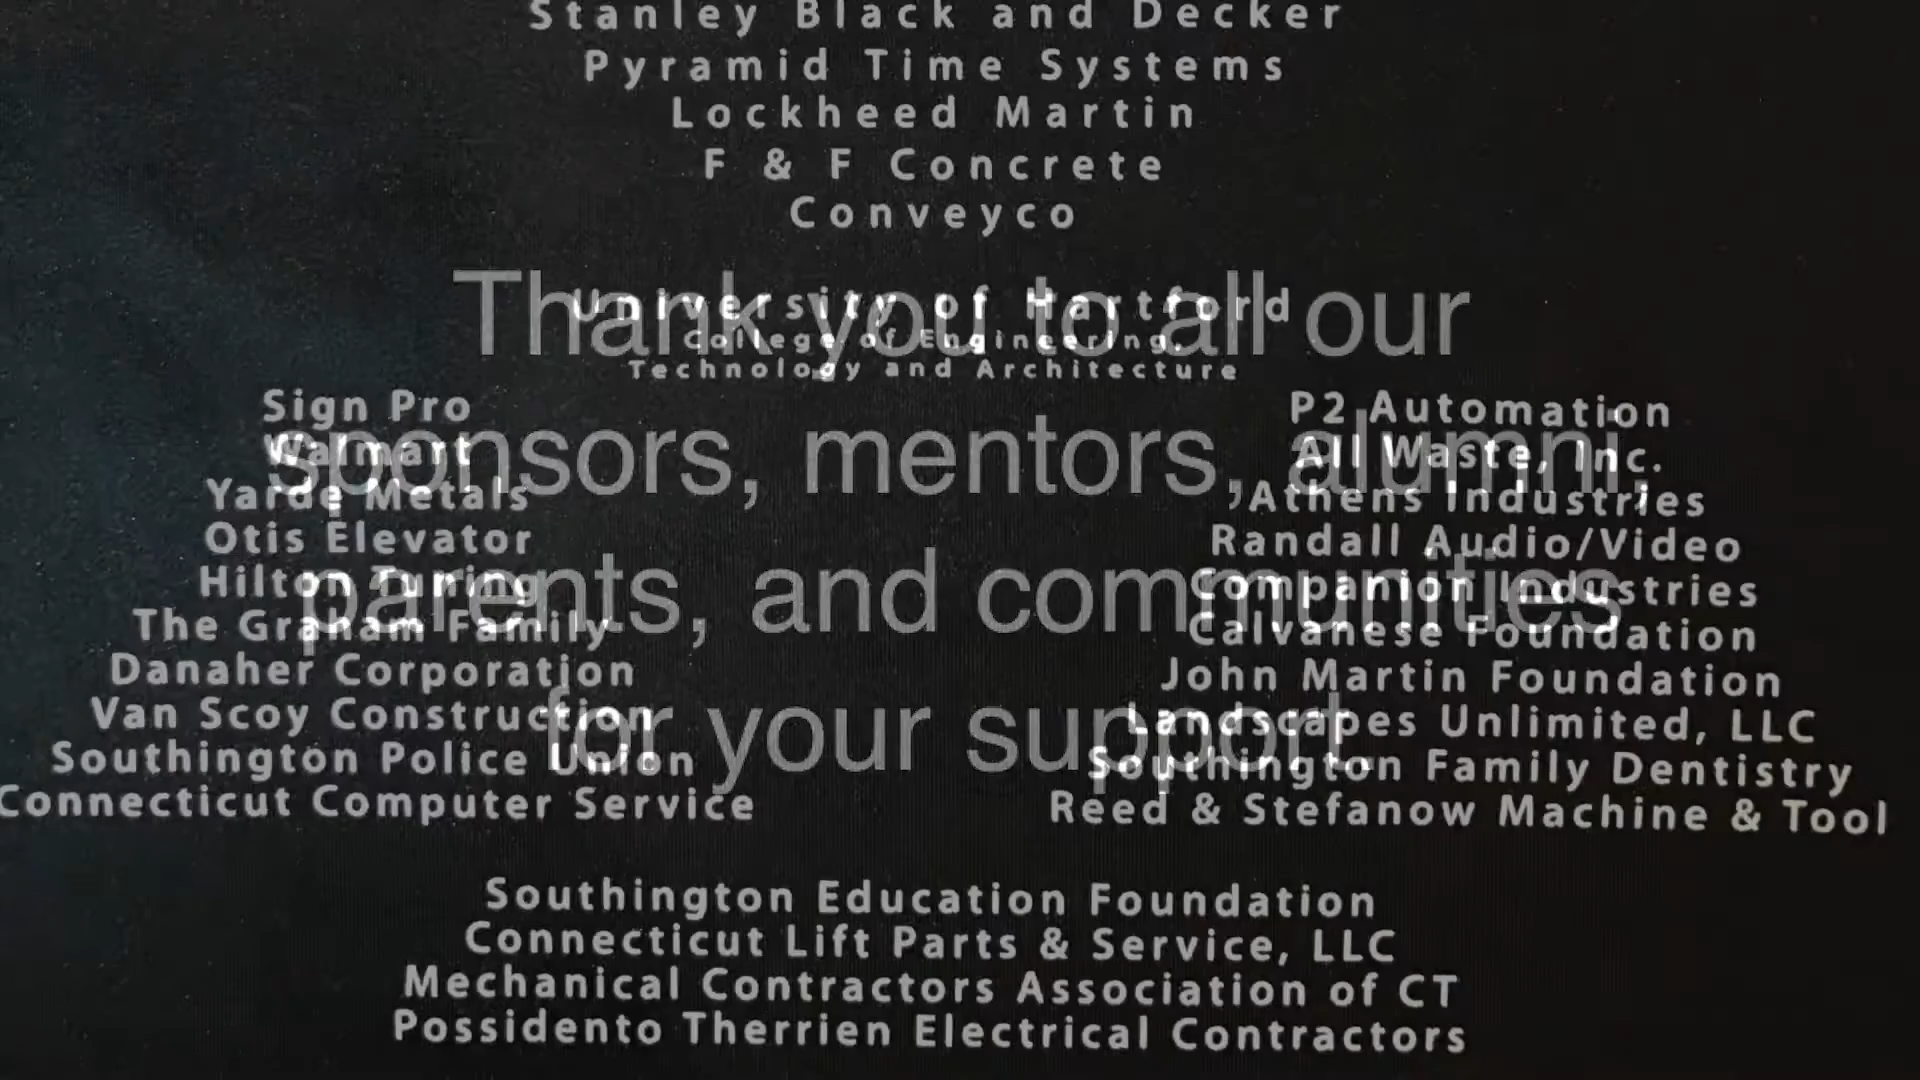 Stanley Black and Decker
Pyramid Time Systems
Lockheed Martin
F & F Concrete
Conveyco
Thank you to all our
sponsors, mentors, alumni,
parents, and communities
for your support.
University of Hartford
College of Engineering,
Technology and Architecture
Sign Pro
Walmart
Yarde Metals
Otis Elevator
Hilton Turing
The Graham Family
Danaher Corporation
Van Scoy Construction
Southington Police Union
Connecticut Computer Service
P2 Automation
All Waste, Inc.
Athens Industries
Randall Audio/Video
Companion Industries
Calvanese Foundation
John Martin Foundation
Landscapes Unlimited, LLC
Southington Family Dentistry
Reed & Stefanow Machine & Tool
Southington Education Foundation
Connecticut Lift Parts & Service, LLC
Mechanical Contractors Association of CT
Possidento Therrien Electrical Contractors